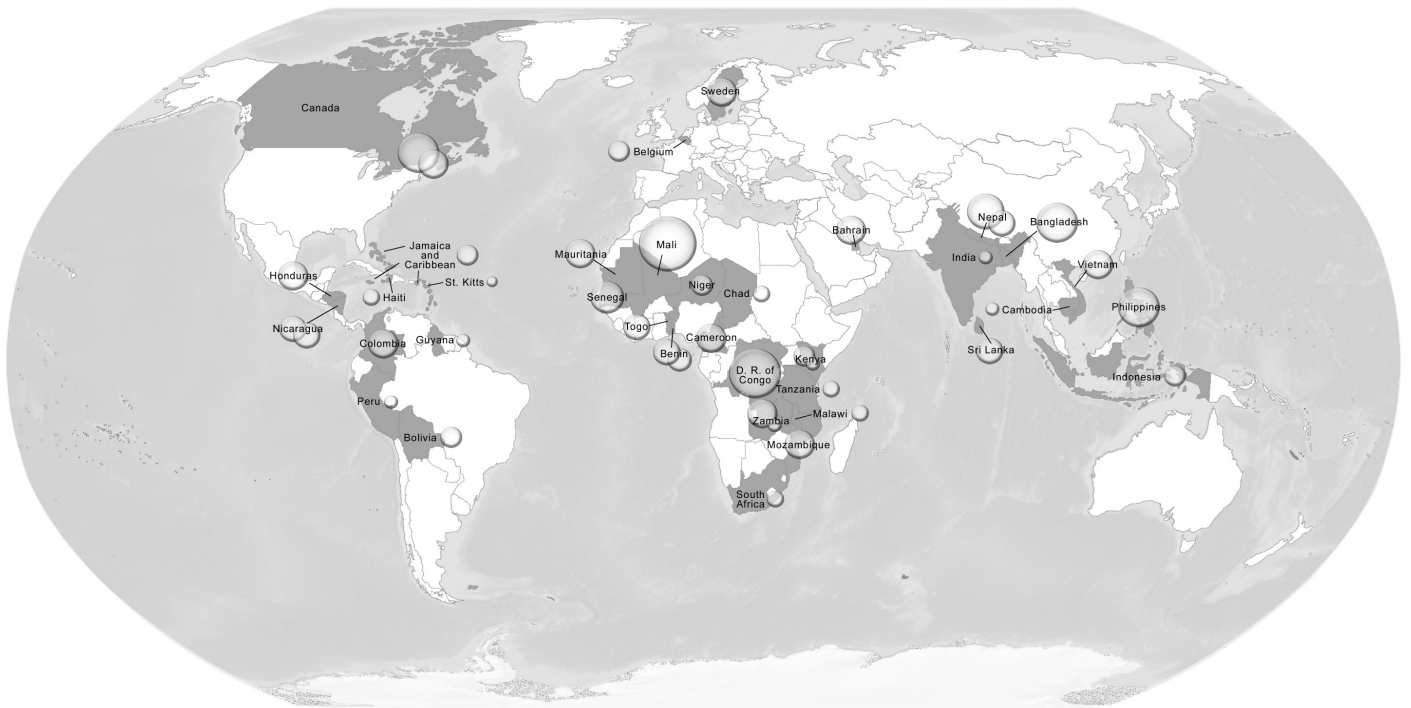 Canada
Sweden
Belgium
Jamaica
and
Caribbean
Honduras
St. Kitts
Haiti
Nicaragua
Colombia
Guyana
Peru
Bolivia
Mauritania
Mali
Senegal
Niger
Chad
Togo
Benin
Cameroon
D. R. of
Congo
Kenya
Tanzania
Zambia
Malawi
Mozambique
South
Africa
Bahrain
Nepal
Bangladesh
India
Vietnam
Cambodia
Philippines
Sri Lanka
Indonesia